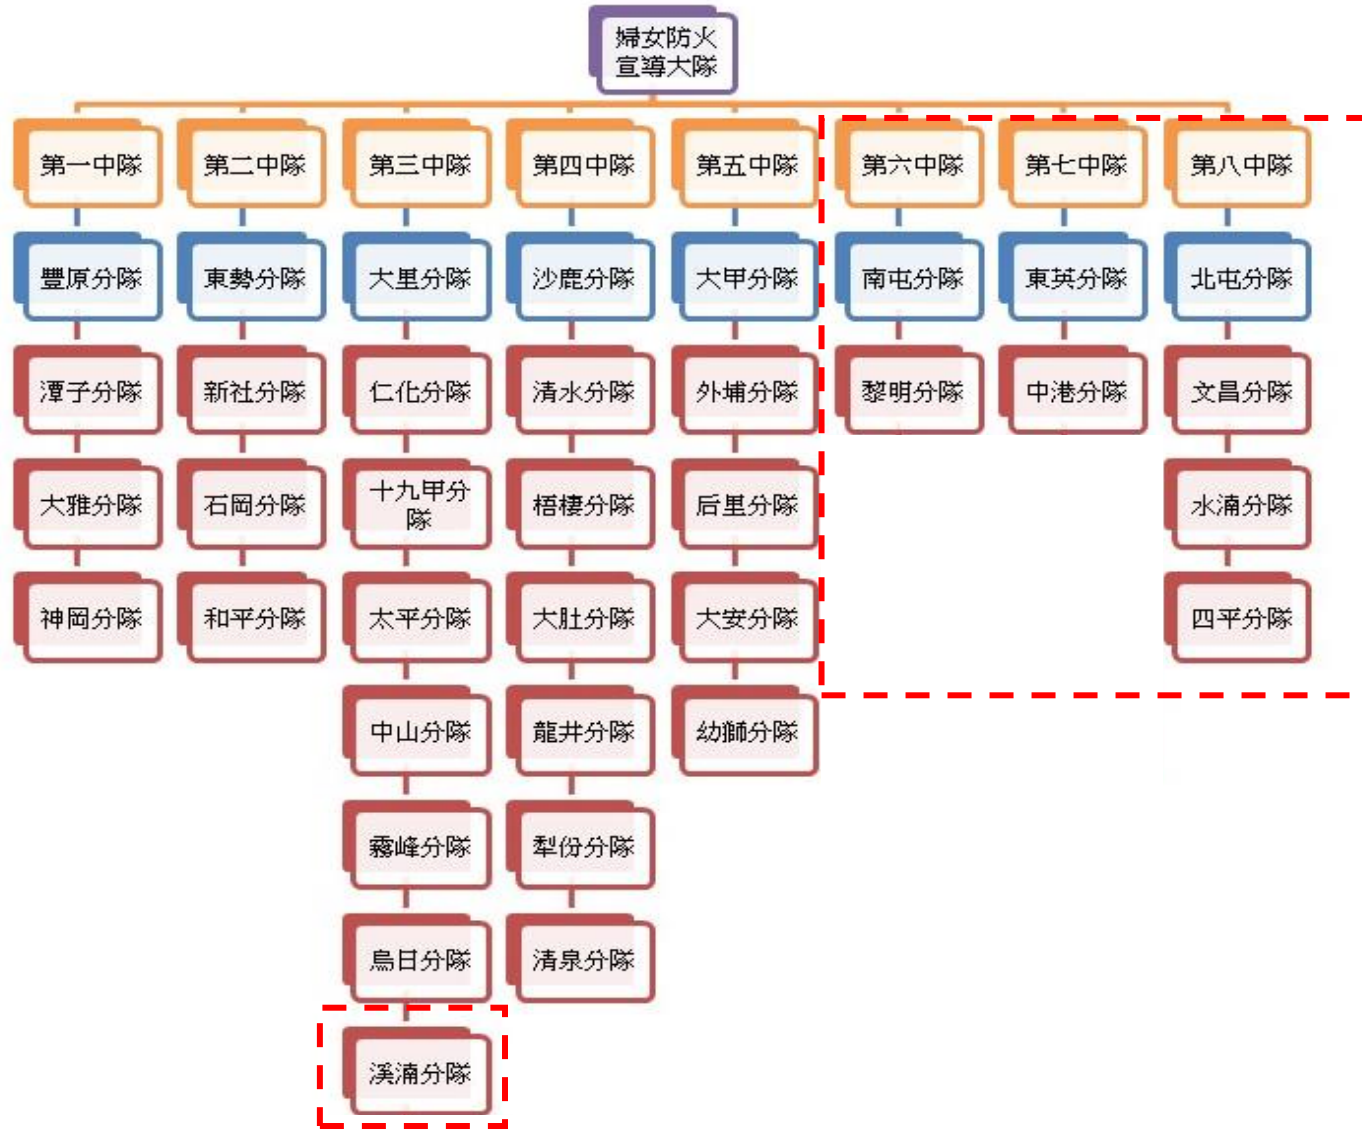 婦女防火
宣導大隊
第一中隊
第二中隊
第三中隊
第四中隊
第五中隊
第六中隊
第七中隊
第八中隊
豐原分隊
東勢分隊
大里分隊
沙鹿分隊
大甲分隊
南屯分隊
東英分隊
北屯分隊
潭子分隊
新社分隊
仁化分隊
清水分隊
外埔分隊
黎明分隊
中港分隊
文昌分隊
大雅分隊
石岡分隊
十九甲分
隊
梧棲分隊
后里分隊
水湳分隊
神岡分隊
和平分隊
太平分隊
大肚分隊
大安分隊
四平分隊
中山分隊
龍井分隊
幼獅分隊
霧峰分隊
犁份分隊
烏日分隊
清泉分隊
溪湳分隊